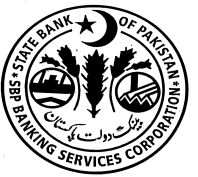 STATE BANK OF PAKISTAN
بینک دولت پاکستان
SBP BANKING SERVICES CORPORATION